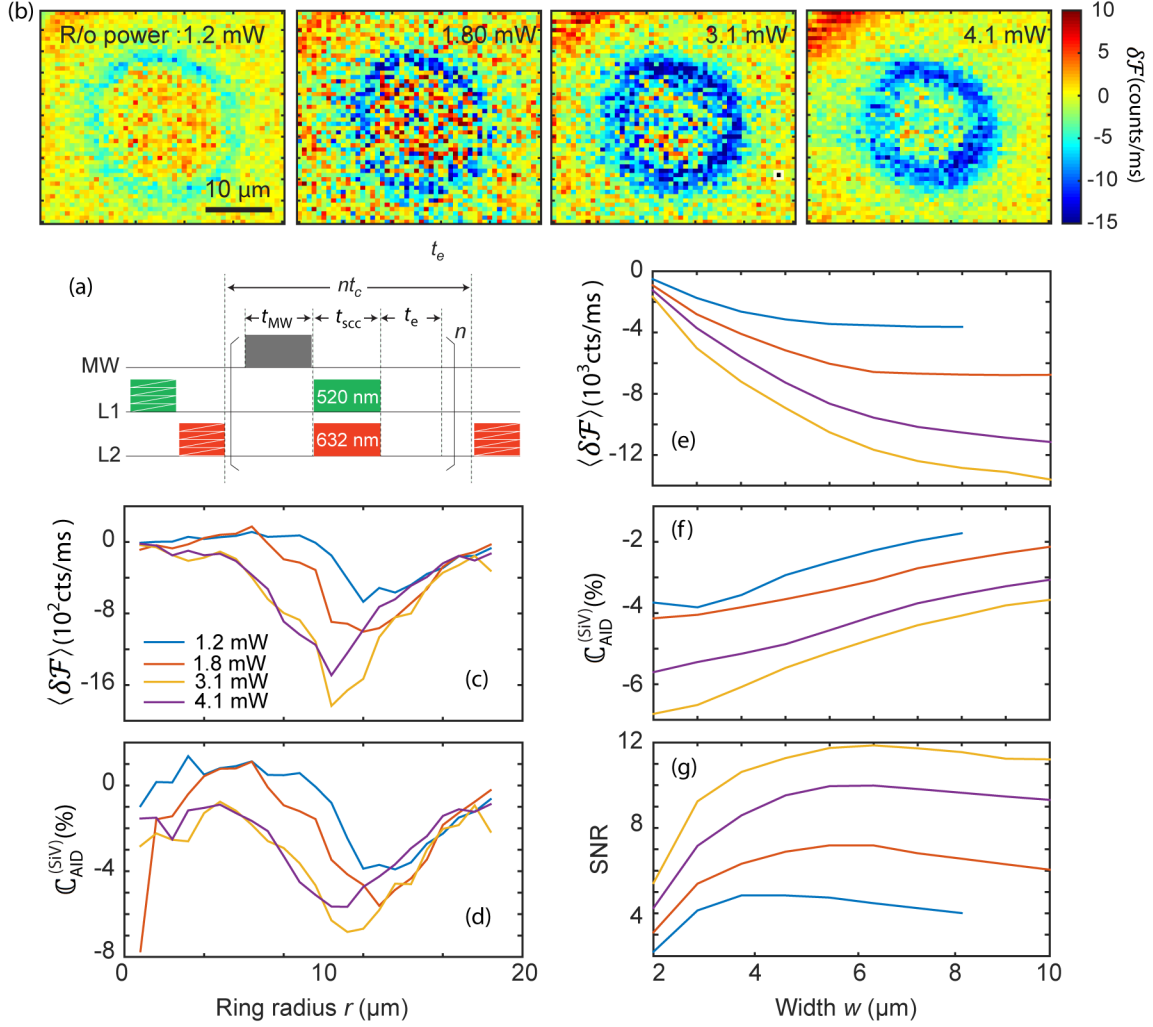 (b)
R/o power :1.2 mW
1.80 mW
3.1 mW
4.1 mW
10 µm
10
5
0
-5
-10
-15
δℱ(counts/ms)
(a)
t_e
nt_c
t_MW
t_scc
t_e
n
MW
L1
520 nm
L2
632 nm
⟨δℱ⟩(10² cts/ms)
0
-8
-16
1.2 mW
1.8 mW
3.1 mW
4.1 mW
(c)
ℂ_AID^(SiV)(%)
0
-4
-8
(d)
0
10
20
Ring radius r (µm)
⟨δℱ⟩(10³cts/ms)
0
-4
-8
-12
(e)
ℂ_AID^(SiV)(%)
-2
-4
-6
(f)
SNR
12
8
4
(g)
2
4
6
8
10
Width w (µm)